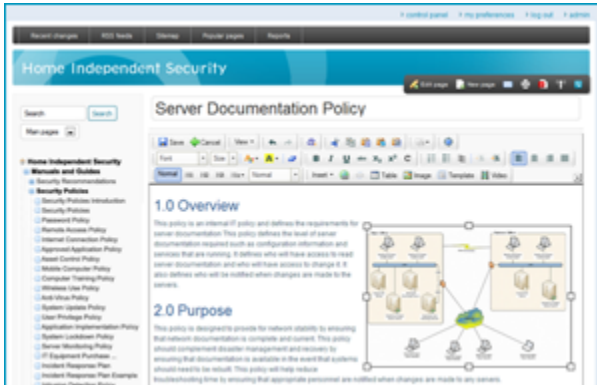 control panel my preferences log out admin
Recent changes RSS feeds Sitemap Popular pages Reports
Home Independent Security
Edit page New page
Search Search
Main pages
Server Documentation Policy
Save Cancel View
Font Size
B I U abc X₂ X² C
Normal H1 H2 H3 Normal Insert Table Image Template Video
Home Independent Security
Manuals and Guides
Security Recommendations
Security Policies
Security Policies Introduction
Security Policies
Password Policy
Remote Access Policy
Internal Connection Policy
Approved Application Policy
Asset Control Policy
Mobile Computer Policy
Computer Training Policy
Wireless Use Policy
Anti-Virus Policy
System Update Policy
User Privilege Policy
Application Implementation Policy
System Lockdown Policy
Server Monitoring Policy
IT Equipment Purchase ...
Incident Response Plan
Incident Response Plan Example
Intrusion Detection Policy
1.0 Overview
This policy is an internal IT policy and defines the requirements for
server documentation This policy defines the level of server
documentation required such as configuration information and
services that are running. It defines who will have access to read
server documentation and who will have access to change it. It
also defines who will be notified when changes are made to the
servers.
2.0 Purpose
This policy is designed to provide for network stability by ensuring
that network documentation is complete and current. This policy
should complement disaster management and recovery by
ensuring that documentation is available in the event that systems
should need to be rebuilt. This policy will help reduce
troubleshooting time by ensuring that appropriate personnel are notified when changes are made to any servers.